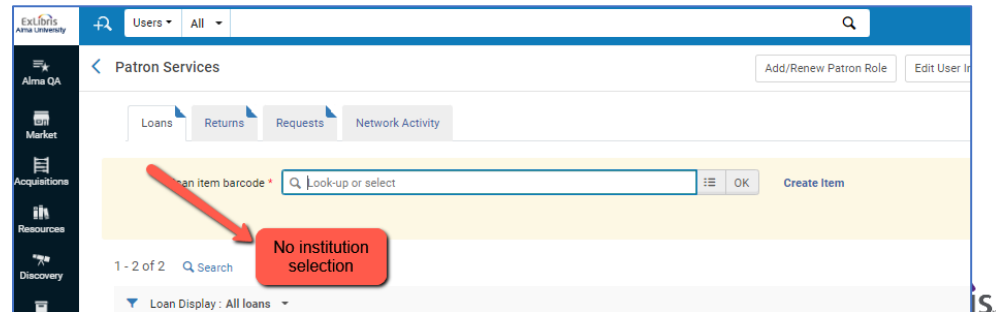 ExLibris
Alma University
Users
All
Alma QA
Patron Services
Add/Renew Patron Role
Edit User In
Market
Loans
Returns
Requests
Network Activity
Acquisitions
can item barcode *
Look-up or select
OK
Create Item
Resources
No institution
selection
Discovery
1 - 2 of 2
Search
Loan Display : All loans
is.